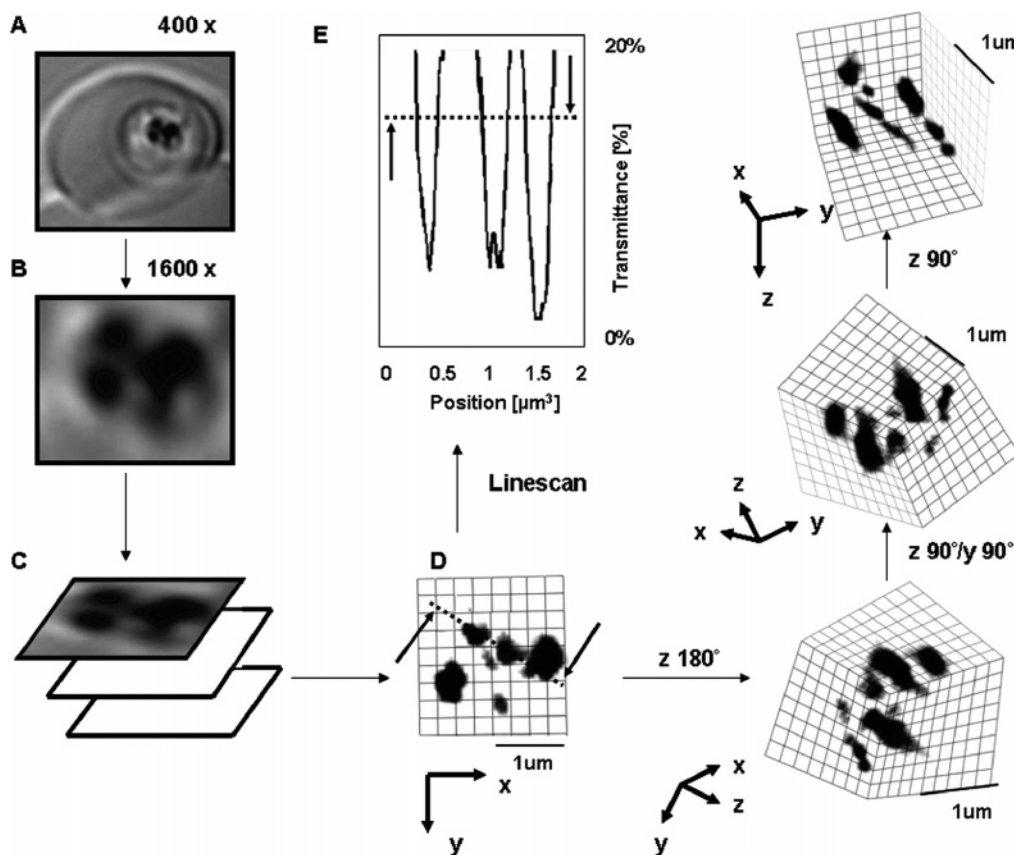 A
400 x
E
20%
Transmittance [%]
0%
0 0.5 1 1.5 2
Position [µm³]
1um
x
y
z
z 90°
B
1600 x
1um
z
x
y
z 90°/y 90°
Linescan
C
D
1um
x
y
z 180°
x
z
y
1um